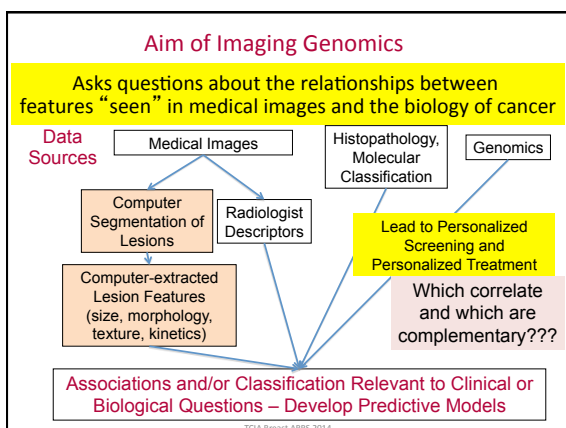 Aim of Imaging Genomics
Asks questions about the relationships between
features “seen” in medical images and the biology of cancer
Data
Sources
Medical Images
Histopathology,
Molecular
Classification
Genomics
Computer
Segmentation of
Lesions
Radiologist
Descriptors
Lead to Personalized
Screening and
Personalized Treatment
Computer-extracted
Lesion Features
(size, morphology,
texture, kinetics)
Which correlate
and which are
complementary???
Associations and/or Classification Relevant to Clinical or
Biological Questions – Develop Predictive Models